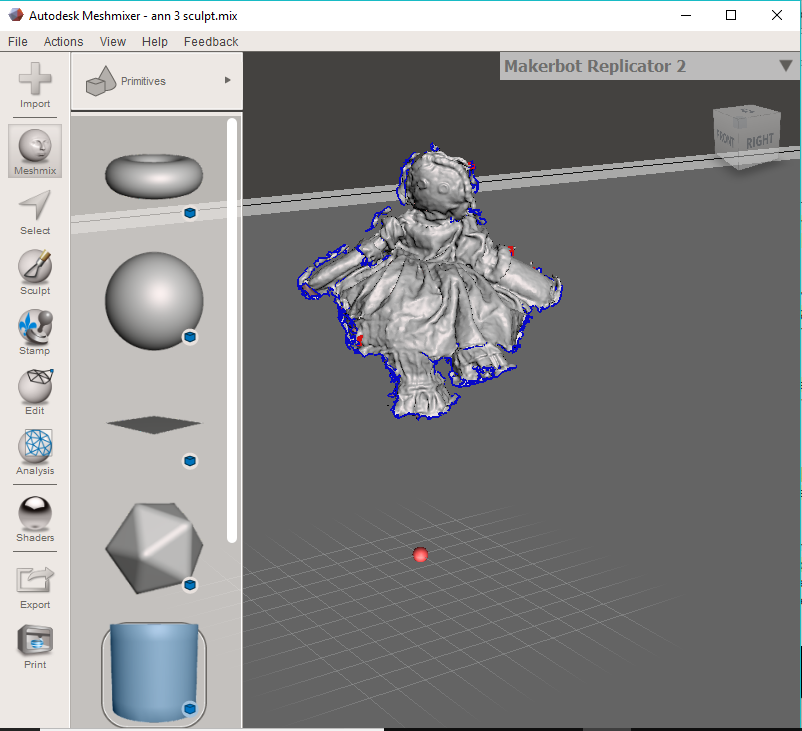 Autodesk Meshmixer - ann 3 sculpt.mix
File Actions View Help Feedback
Import
Meshmix
Select
Sculpt
Stamp
Edit
Analysis
Shaders
Export
Print
Primitives
Makerbot Replicator 2
FRONT
RIGHT